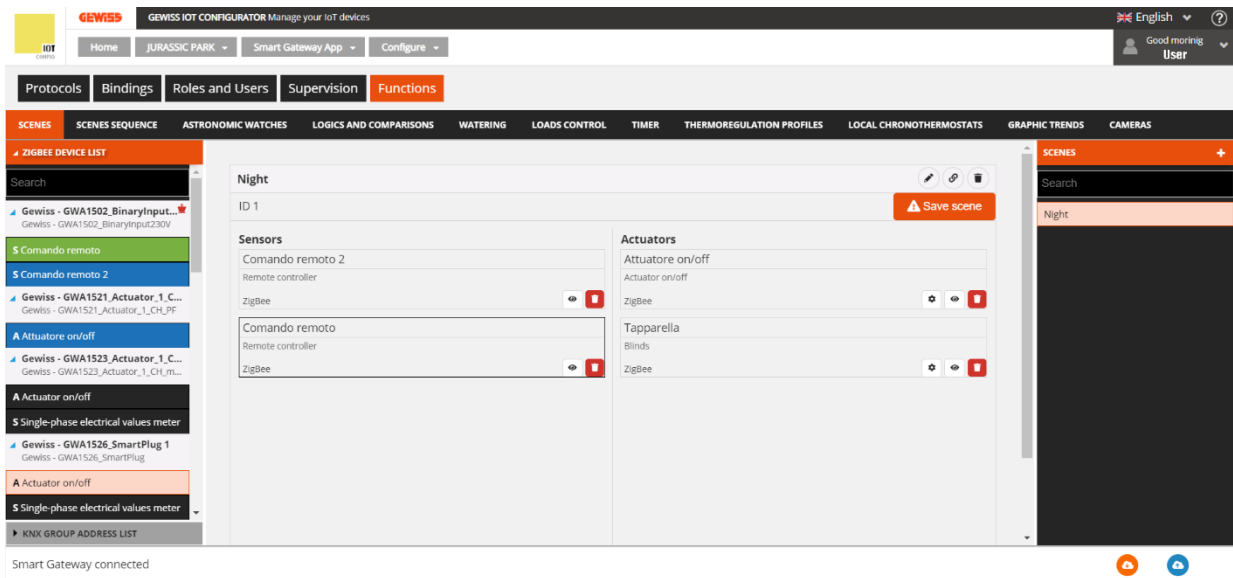 GEWISS
GEWISS IOT CONFIGURATOR Manage your IoT devices
English
?
IOT
CONFIG
Home
JURASSIC PARK
Smart Gateway App
Configure
Good morinig
User
Protocols
Bindings
Roles and Users
Supervision
Functions
SCENES
SCENES SEQUENCE
ASTRONOMIC WATCHES
LOGICS AND COMPARISONS
WATERING
LOADS CONTROL
TIMER
THERMOREGULATION PROFILES
LOCAL CHRONOTHERMOSTATS
GRAPHIC TRENDS
CAMERAS
ZIGBEE DEVICE LIST
Search
Gewiss - GWA1502_BinaryInput...
Gewiss - GWA1502_BinaryInput230V
S Comando remoto
S Comando remoto 2
Gewiss - GWA1521_Actuator_1_C...
Gewiss - GWA1521_Actuator_1_CH_PF
A Attuatore on/off
Gewiss - GWA1523_Actuator_1_C...
Gewiss - GWA1523_Actuator_1_CH_m...
A Actuator on/off
S Single-phase electrical values meter
Gewiss - GWA1526_SmartPlug 1
Gewiss - GWA1526_SmartPlug
A Actuator on/off
S Single-phase electrical values meter
KNX GROUP ADDRESS LIST
Night
ID 1
Save scene
Sensors
Comando remoto 2
Remote controller
ZigBee
Comando remoto
Remote controller
ZigBee
Actuators
Attuatore on/off
Actuator on/off
ZigBee
Tapparella
Blinds
ZigBee
SCENES
+
Search
Night
Smart Gateway connected